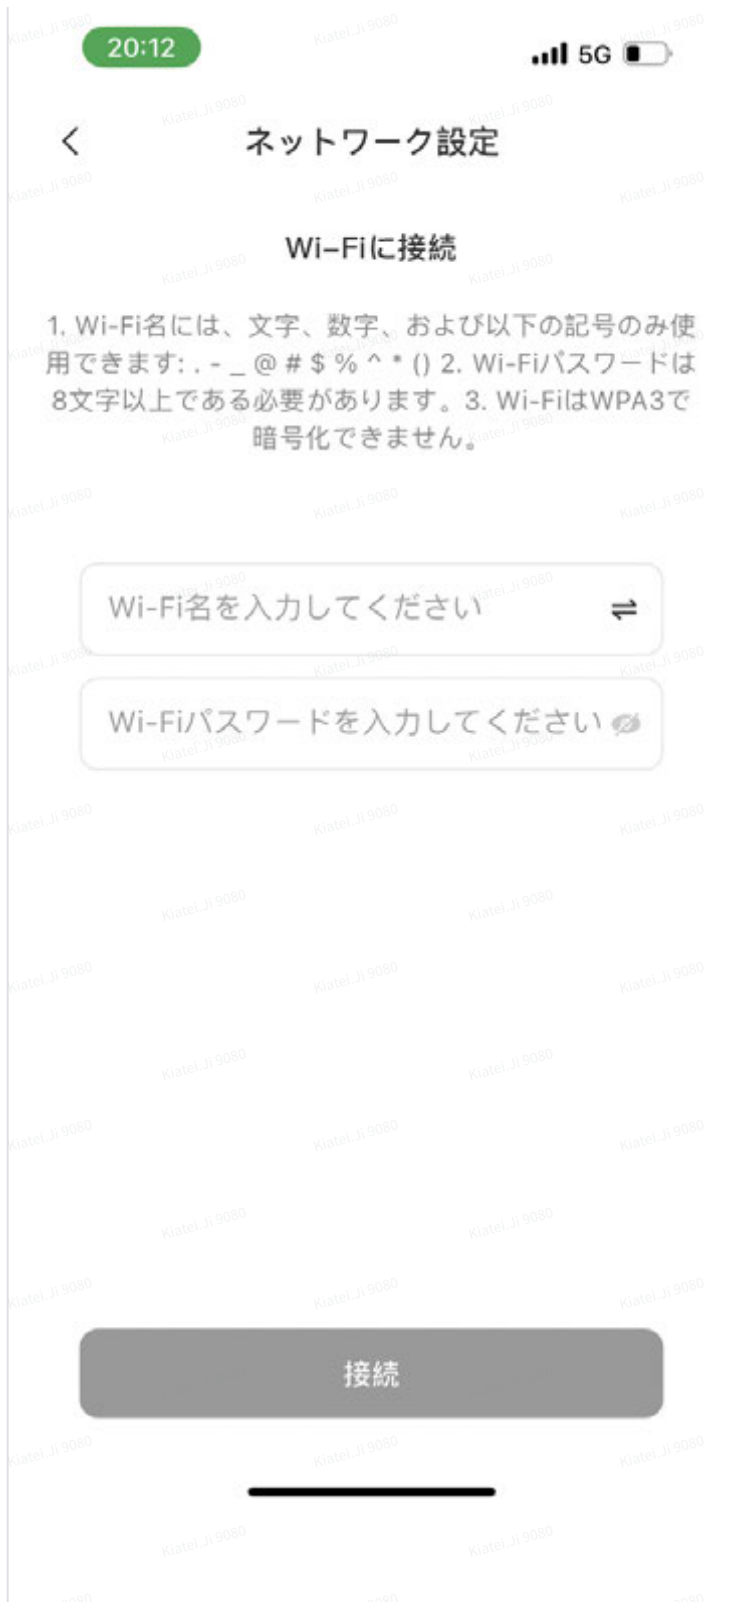 20:12
5G
ネットワーク設定
Wi-Fiに接続
1. Wi-Fi名には、文字、数字、および以下の記号のみ使
用できます: . - _ @ # $ % ^ * () 2. Wi-Fiパスワードは
8文字以上である必要があります。3. Wi-FiはWPA3で
暗号化できません。
Wi-Fi名を入力してください
Wi-Fiパスワードを入力してください
接続
Kiatei_Ji 9080